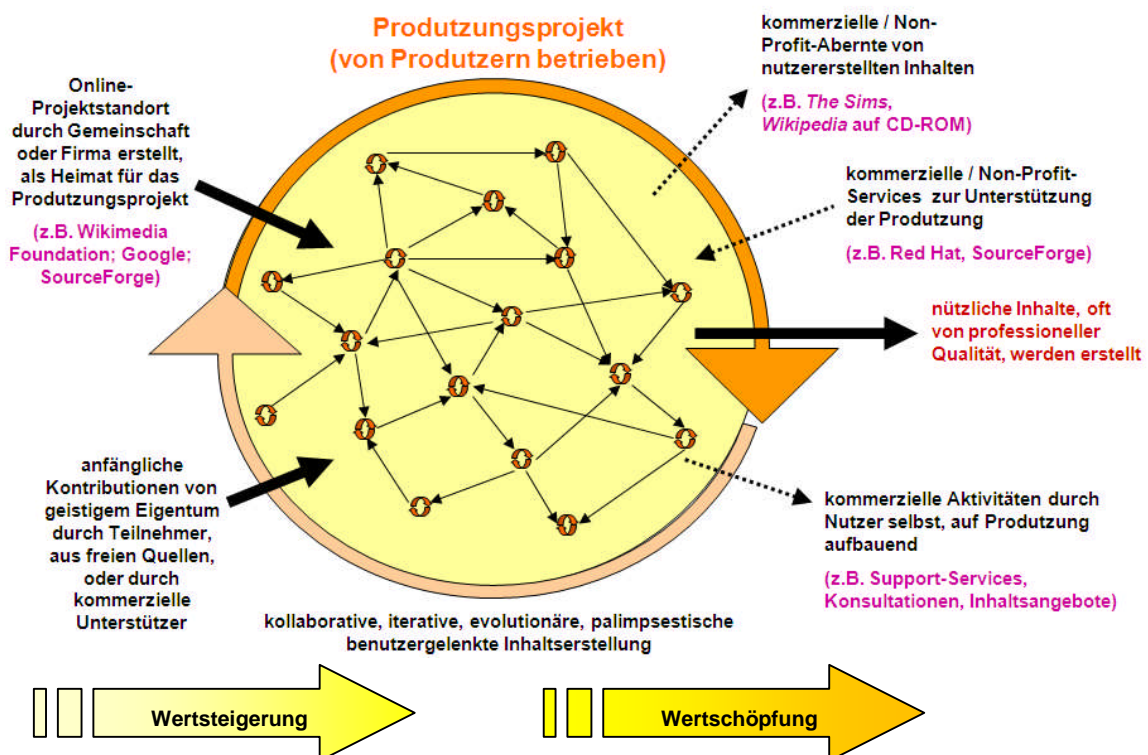 Produtzungsprojekt
(von Produtzern betrieben)
Online-
Projektstandort
durch Gemeinschaft
oder Firma erstellt,
als Heimat für das
Produtzungsprojekt
(z.B. Wikimedia
Foundation; Google;
SourceForge)
anfängliche
Kontributionen von
geistigem Eigentum
durch Teilnehmer,
aus freien Quellen,
oder durch
kommerzielle
Unterstützer
kommerzielle / Non-
Profit-Abernte von
nutzererstellten Inhalten
(z.B. The Sims,
Wikipedia auf CD-ROM)
kommerzielle / Non-Profit-
Services zur Unterstützung
der Produtzung
(z.B. Red Hat, SourceForge)
nützliche Inhalte, oft
von professioneller
Qualität, werden erstellt
kommerzielle Aktivitäten durch
Nutzer selbst, auf Produtzung
aufbauend
(z.B. Support-Services,
Konsultationen, Inhaltsangebote)
kollaborative, iterative, evolutionäre, palimpsestische
benutzergelenkte Inhaltserstellung
Wertsteigerung
Wertschöpfung